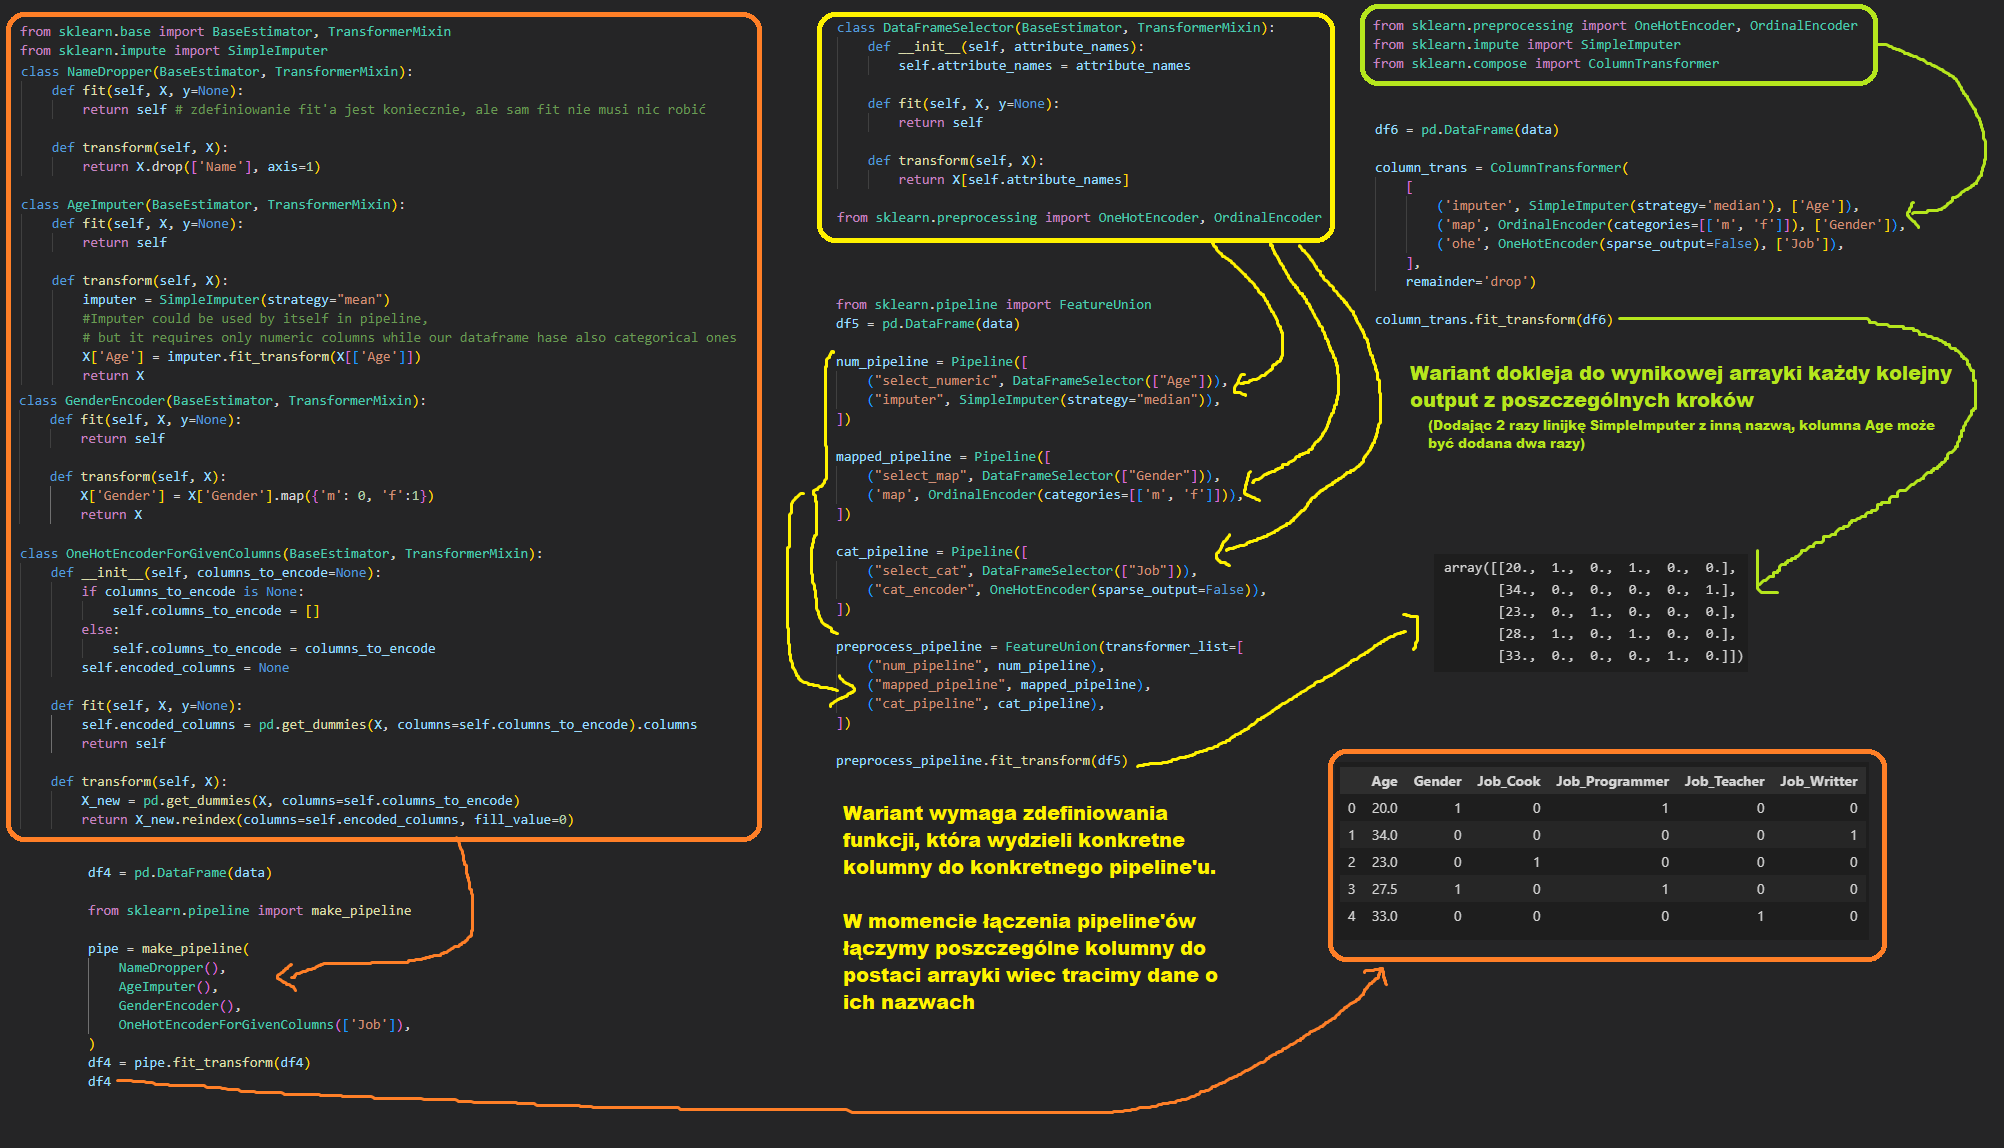 from sklearn.base import BaseEstimator, TransformerMixin
from sklearn.impute import SimpleImputer
class NameDropper(BaseEstimator, TransformerMixin):
    def fit(self, X, y=None):
        return self # zdefiniowanie fit'a jest koniecznie, ale sam fit nie musi nic robić
    def transform(self, X):
        return X.drop(['Name'], axis=1)
class AgeImputer(BaseEstimator, TransformerMixin):
    def fit(self, X, y=None):
        return self
    def transform(self, X):
        imputer = SimpleImputer(strategy="mean")
        #Imputer could be used by itself in pipeline,
        # but it requires only numeric columns while our dataframe hase also categorical ones
        X['Age'] = imputer.fit_transform(X[['Age']])
        return X
class GenderEncoder(BaseEstimator, TransformerMixin):
    def fit(self, X, y=None):
        return self
    def transform(self, X):
        X['Gender'] = X['Gender'].map({'m': 0, 'f':1})
        return X
class OneHotEncoderForGivenColumns(BaseEstimator, TransformerMixin):
    def __init__(self, columns_to_encode=None):
        if columns_to_encode is None:
            self.columns_to_encode = []
        else:
            self.columns_to_encode = columns_to_encode
        self.encoded_columns = None
    def fit(self, X, y=None):
        self.encoded_columns = pd.get_dummies(X, columns=self.columns_to_encode).columns
        return self
    def transform(self, X):
        X_new = pd.get_dummies(X, columns=self.columns_to_encode)
        return X_new.reindex(columns=self.encoded_columns, fill_value=0)
df4 = pd.DataFrame(data)
from sklearn.pipeline import make_pipeline
pipe = make_pipeline(
    NameDropper(),
    AgeImputer(),
    GenderEncoder(),
    OneHotEncoderForGivenColumns(['Job']),
)
df4 = pipe.fit_transform(df4)
df4
class DataFrameSelector(BaseEstimator, TransformerMixin):
    def __init__(self, attribute_names):
        self.attribute_names = attribute_names
    def fit(self, X, y=None):
        return self
    def transform(self, X):
        return X[self.attribute_names]
from sklearn.preprocessing import OneHotEncoder, OrdinalEncoder
from sklearn.pipeline import FeatureUnion
df5 = pd.DataFrame(data)
num_pipeline = Pipeline([
    ("select_numeric", DataFrameSelector(["Age"])),
    ("imputer", SimpleImputer(strategy="median")),
])
mapped_pipeline = Pipeline([
    ("select_map", DataFrameSelector(["Gender"])),
    ('map', OrdinalEncoder(categories=[['m', 'f']])),
])
cat_pipeline = Pipeline([
    ("select_cat", DataFrameSelector(["Job"])),
    ("cat_encoder", OneHotEncoder(sparse_output=False)),
])
preprocess_pipeline = FeatureUnion(transformer_list=[
    ("num_pipeline", num_pipeline),
    ("mapped_pipeline", mapped_pipeline),
    ("cat_pipeline", cat_pipeline),
])
preprocess_pipeline.fit_transform(df5)
Wariant wymaga zdefiniowania
funkcji, która wydzieli konkretne
kolumny do konkretnego pipeline'u.
W momencie łączenia pipeline'ów
łączymy poszczególne kolumny do
postaci arrayki wiec tracimy dane o
ich nazwach
from sklearn.preprocessing import OneHotEncoder, OrdinalEncoder
from sklearn.impute import SimpleImputer
from sklearn.compose import ColumnTransformer
df6 = pd.DataFrame(data)
column_trans = ColumnTransformer(
    [
        ('imputer', SimpleImputer(strategy='median'), ['Age']),
        ('map', OrdinalEncoder(categories=[['m', 'f']]), ['Gender']),
        ('ohe', OneHotEncoder(sparse_output=False), ['Job']),
    ],
    remainder='drop')
column_trans.fit_transform(df6)
Wariant dokleja do wynikowej arrayki każdy kolejny
output z poszczególnych kroków
(Dodając 2 razy linijkę SimpleImputer z inną nazwą, kolumna Age może
być dodana dwa razy)
array([[20., 1., 0., 1., 0., 0.],
       [34., 0., 0., 0., 0., 1.],
       [23., 0., 1., 0., 0., 0.],
       [28., 1., 0., 1., 0., 0.],
       [33., 0., 0., 0., 1., 0.]])
Age Gender Job_Cook Job_Programmer Job_Teacher Job_Writter
0 20.0 1 0 1 0 0
1 34.0 0 0 0 0 1
2 23.0 0 1 0 0 0
3 27.5 1 0 1 0 0
4 33.0 0 0 0 1 0